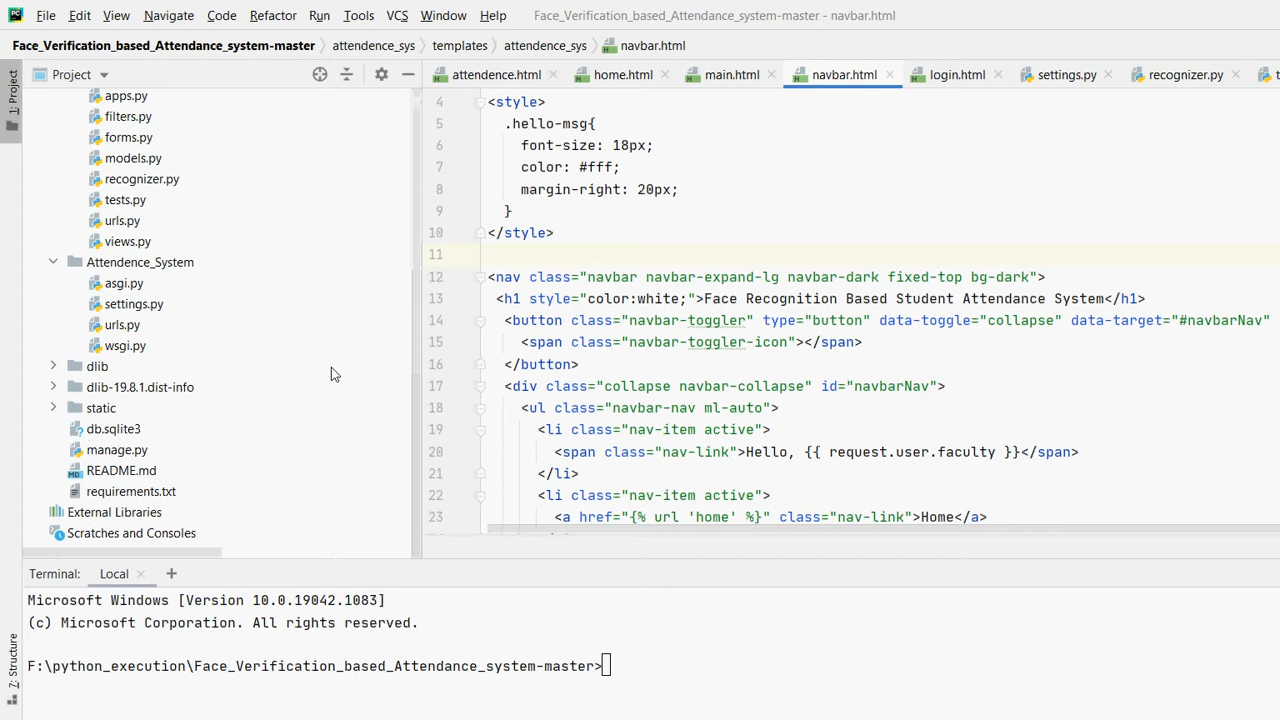 PC File Edit View Navigate Code Refactor Run Tools VCS Window Help Face_Verification_based_Attendance_system-master - navbar.html
Face_Verification_based_Attendance_system-master attendence_sys templates attendence_sys navbar.html
1: Project
Project
attendence.html home.html main.html navbar.html login.html settings.py recognizer.py
apps.py
filters.py
forms.py
models.py
recognizer.py
tests.py
urls.py
views.py
Attendence_System
asgi.py
settings.py
urls.py
wsgi.py
dlib
dlib-19.8.1.dist-info
static
db.sqlite3
manage.py
README.md
requirements.txt
External Libraries
Scratches and Consoles
4 <style>
5 .hello-msg{
6 font-size: 18px;
7 color: #fff;
8 margin-right: 20px;
9 }
10 </style>
11
12 <nav class="navbar navbar-expand-lg navbar-dark fixed-top bg-dark">
13 <h1 style="color:white;">Face Recognition Based Student Attendance System</h1>
14 <button class="navbar-toggler" type="button" data-toggle="collapse" data-target="#navbarNav"
15 <span class="navbar-toggler-icon"></span>
16 </button>
17 <div class="collapse navbar-collapse" id="navbarNav">
18 <ul class="navbar-nav ml-auto">
19 <li class="nav-item active">
20 <span class="nav-link">Hello, {{ request.user.faculty }}</span>
21 </li>
22 <li class="nav-item active">
23 <a href="{% url 'home' %}" class="nav-link">Home</a>
Terminal: Local +
Microsoft Windows [Version 10.0.19042.1083]
(c) Microsoft Corporation. All rights reserved.
F:\python_execution\Face_Verification_based_Attendance_system-master>
7: Structure